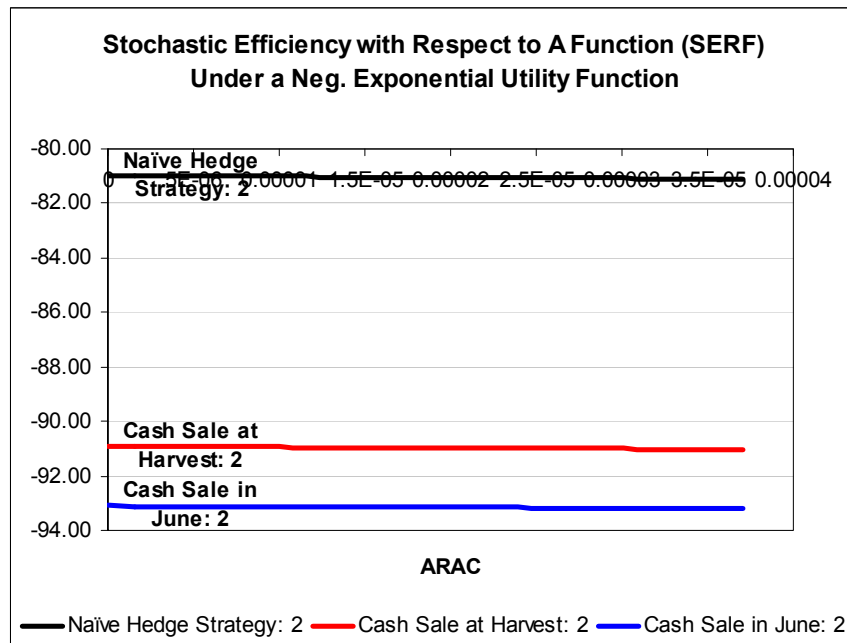 Stochastic Efficiency with Respect to A Function (SERF)
Under a Neg. Exponential Utility Function
-80.00
Naïve Hedge
0 5E-06 0.00001 1.5E-05 0.00002 2.5E-05 0.00003 3.5E-05 0.00004
Strategy: 2
-82.00
-84.00
-86.00
-88.00
-90.00
Cash Sale at
Harvest: 2
-92.00
Cash Sale in
June: 2
-94.00
ARAC
Naïve Hedge Strategy: 2 Cash Sale at Harvest: 2 Cash Sale in June: 2